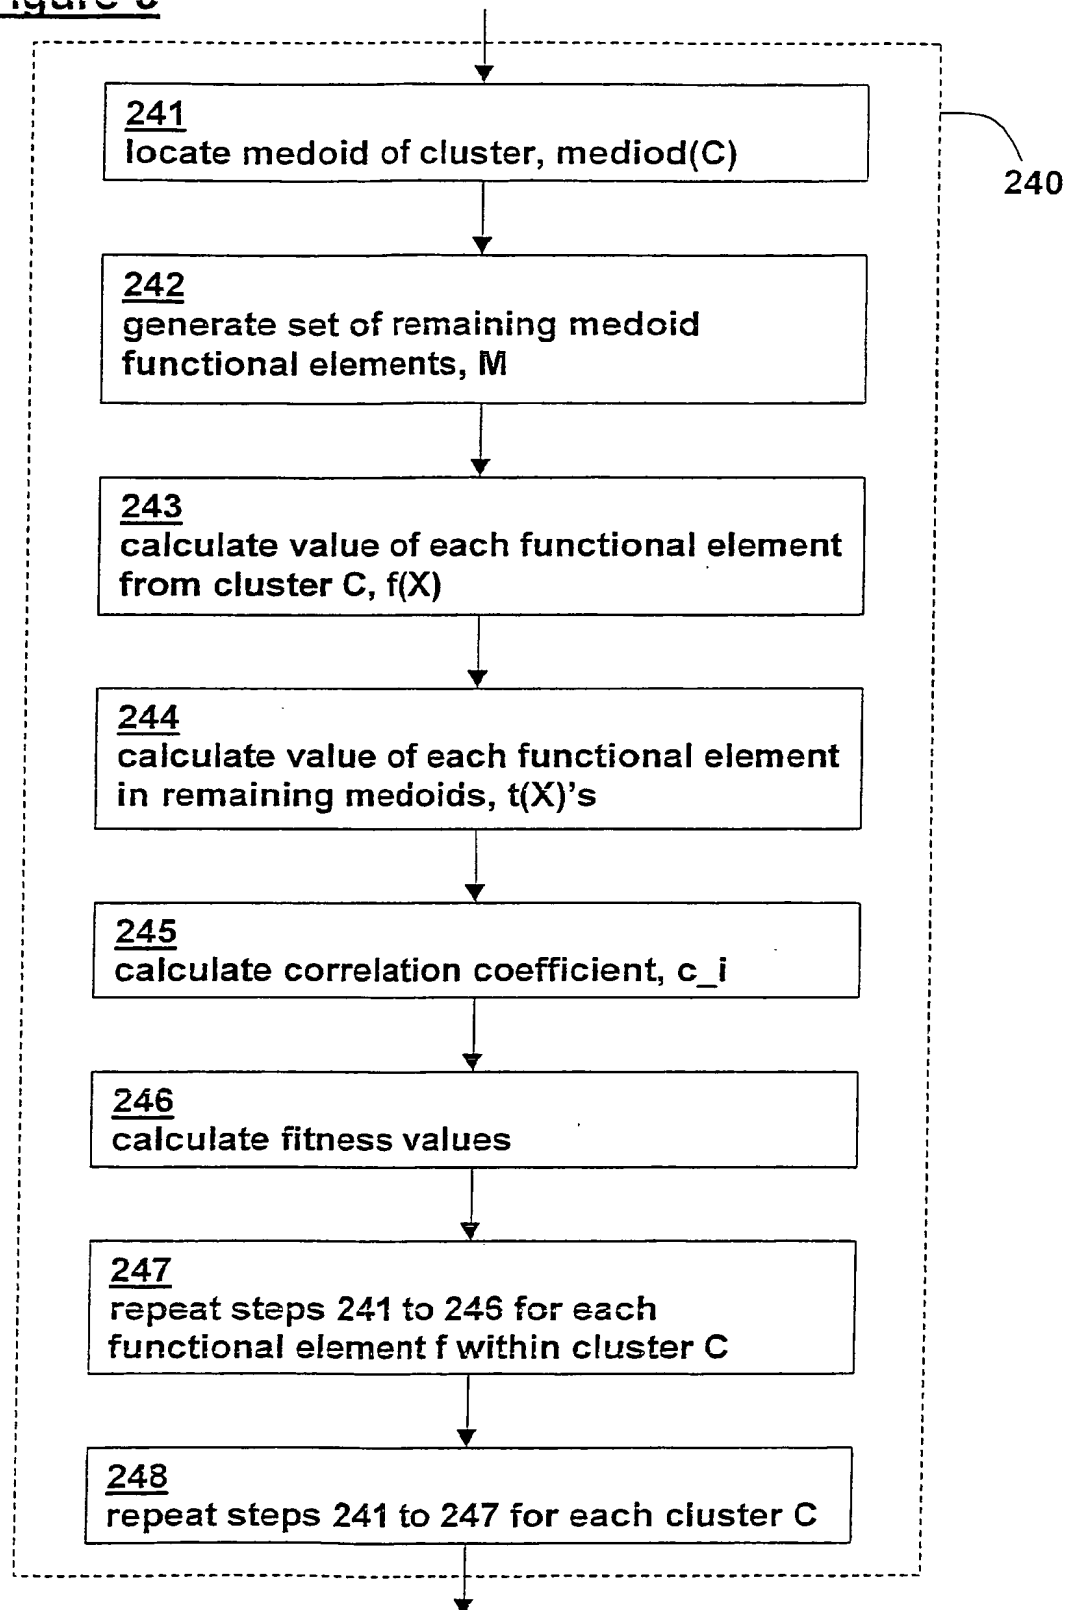 241
locate medoid of cluster, mediod(C)
240
242
generate set of remaining medoid
functional elements, M
243
calculate value of each functional element
from cluster C, f(X)
244
calculate value of each functional element
in remaining medoids, t(X)'s
245
calculate correlation coefficient, c_i
246
calculate fitness values
247
repeat steps 241 to 246 for each
functional element f within cluster C
248
repeat steps 241 to 247 for each cluster C